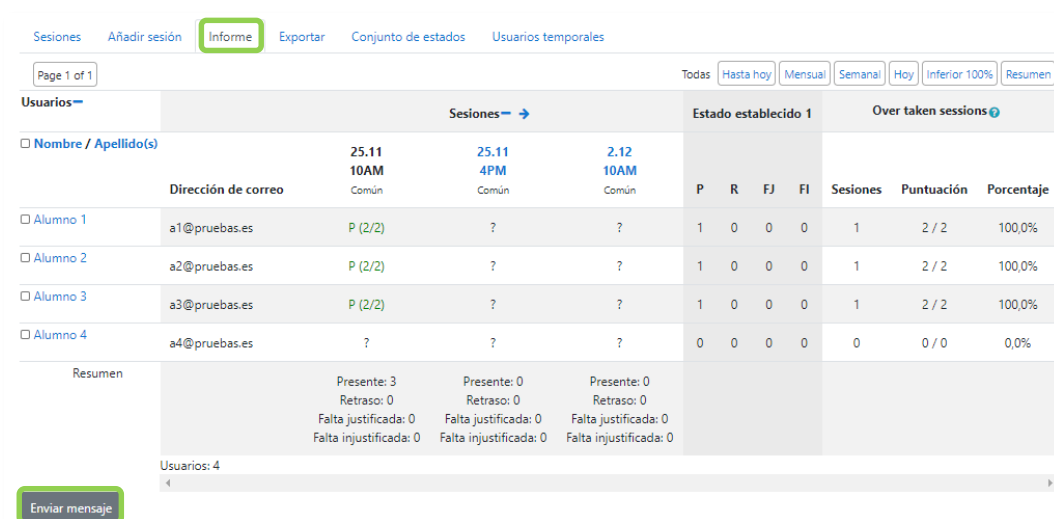 Sesiones Añadir sesión Informe Exportar Conjunto de estados Usuarios temporales
Page 1 of 1 Todas Hasta hoy Mensual Semanal Hoy Inferior 100% Resumen
Usuarios Sesiones Estado establecido 1 Over taken sessions
Nombre / Apellido(s) 25.11 25.11 2.12
10AM 4PM 10AM
Dirección de correo Común Común Común P R FJ FI Sesiones Puntuación Porcentaje
Alumno 1 a1@pruebas.es P (2/2) ? ? 1 0 0 0 1 2 / 2 100,0%
Alumno 2 a2@pruebas.es P (2/2) ? ? 1 0 0 0 1 2 / 2 100,0%
Alumno 3 a3@pruebas.es P (2/2) ? ? 1 0 0 0 1 2 / 2 100,0%
Alumno 4 a4@pruebas.es ? ? ? 0 0 0 0 0 0 / 0 0,0%
Resumen Presente: 3 Presente: 0 Presente: 0
Retraso: 0 Retraso: 0 Retraso: 0
Falta justificada: 0 Falta justificada: 0 Falta justificada: 0
Falta injustificada: 0 Falta injustificada: 0 Falta injustificada: 0
Usuarios: 4
Enviar mensaje